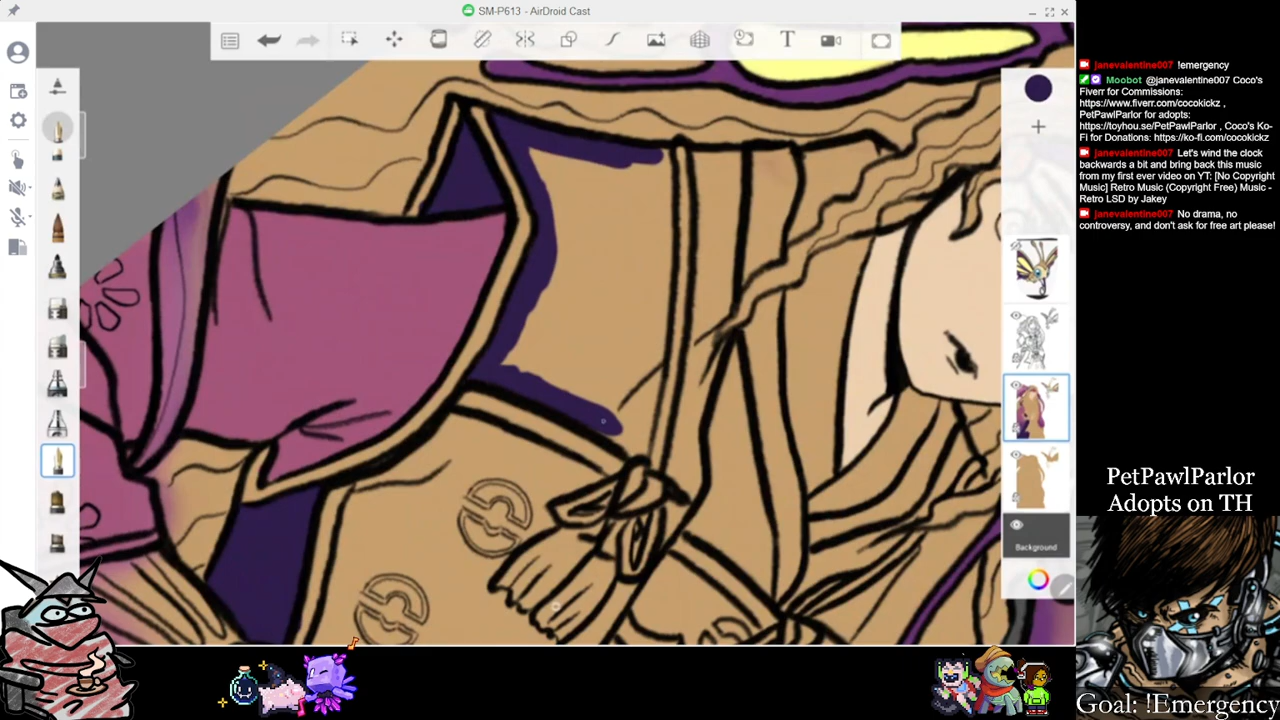 SM-P613 - AirDroid Cast
T
Background
janevalentine007 !emergency
Moobot @janevalentine007 Coco's
Fiverr for Commissions:
https://www.fiverr.com/cocokickz ,
PetPawlParlor for adopts:
https://toyhou.se/PetPawlParlor , Coco's Ko-
Fi for Donations: https://ko-fi.com/cocokickz
janevalentine007 Let's wind the clock
backwards a bit and bring back this music
from my first ever video on YT: [No Copyright
Music] Retro Music (Copyright Free) Music -
Retro LSD by Jakey
janevalentine007 No drama, no
controversy, and don't ask for free art please!
PetPawlParlor
Adopts on TH
Goal: !Emergency